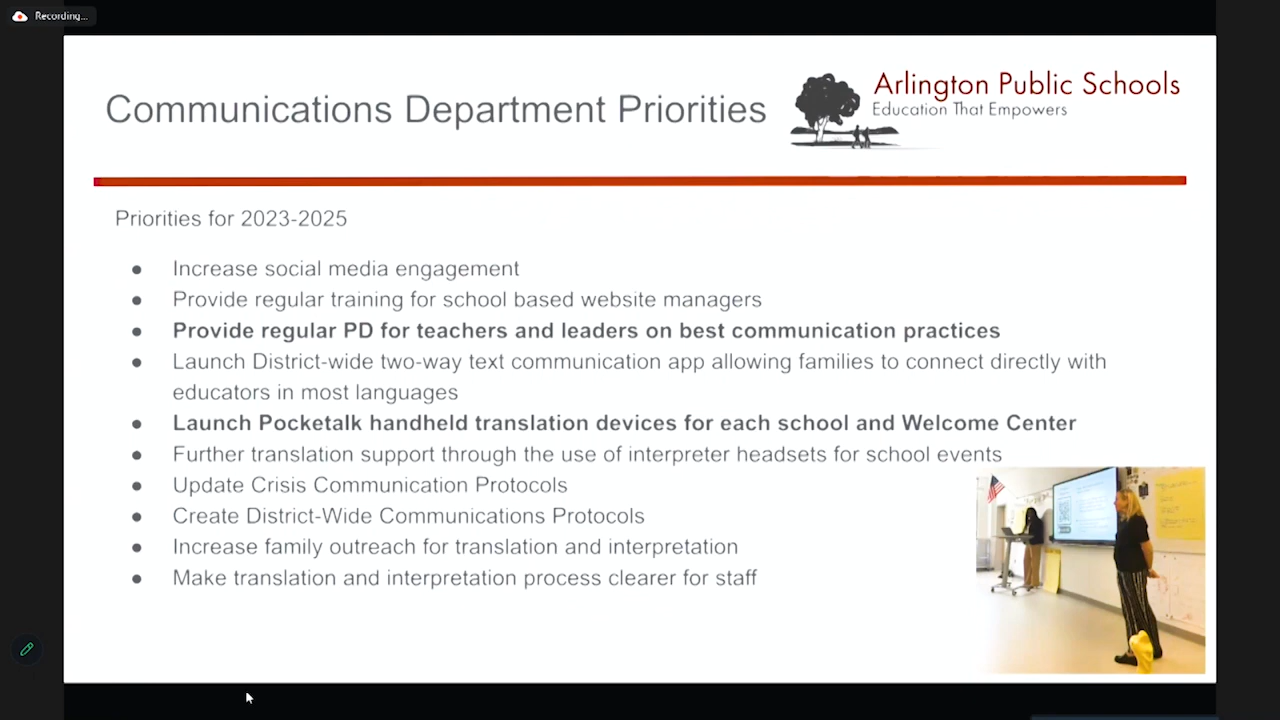 Recording...
Communications Department Priorities
Arlington Public Schools
Education That Empowers
Priorities for 2023-2025
● Increase social media engagement
● Provide regular training for school based website managers
● Provide regular PD for teachers and leaders on best communication practices
● Launch District-wide two-way text communication app allowing families to connect directly with
educators in most languages
● Launch Pocketalk handheld translation devices for each school and Welcome Center
● Further translation support through the use of interpreter headsets for school events
● Update Crisis Communication Protocols
● Create District-Wide Communications Protocols
● Increase family outreach for translation and interpretation
● Make translation and interpretation process clearer for staff